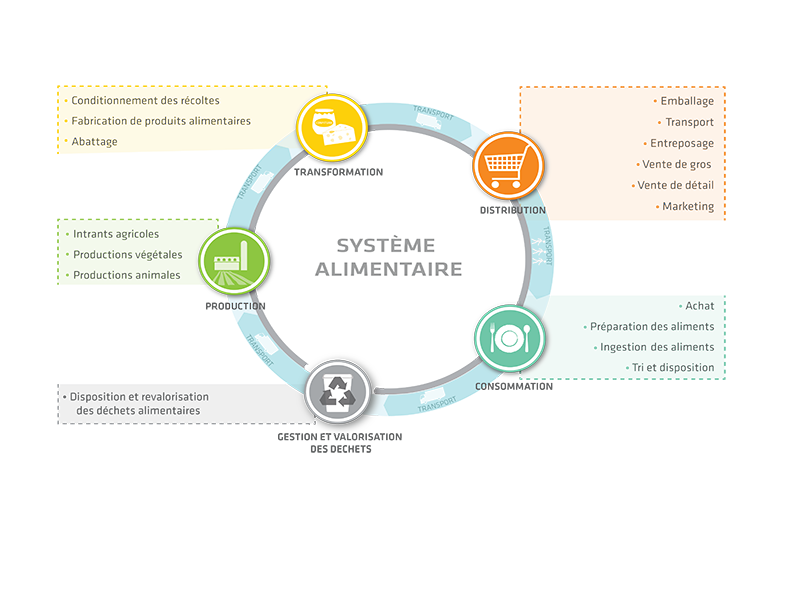 • Conditionnement des récoltes
• Fabrication de produits alimentaires
• Abattage
TRANSFORMATION
TRANSPORT
• Emballage
• Transport
• Entreposage
• Vente de gros
• Vente de détail
• Marketing
DISTRIBUTION
TRANSPORT
TRANSPORT
• Intrants agricoles
• Productions végétales
• Productions animales
PRODUCTION
SYSTÈME
ALIMENTAIRE
• Achat
• Préparation des aliments
• Ingestion des aliments
• Tri et disposition
CONSOMMATION
TRANSPORT
TRANSPORT
• Disposition et revalorisation
des déchets alimentaires
GESTION ET VALORISATION
DES DECHETS